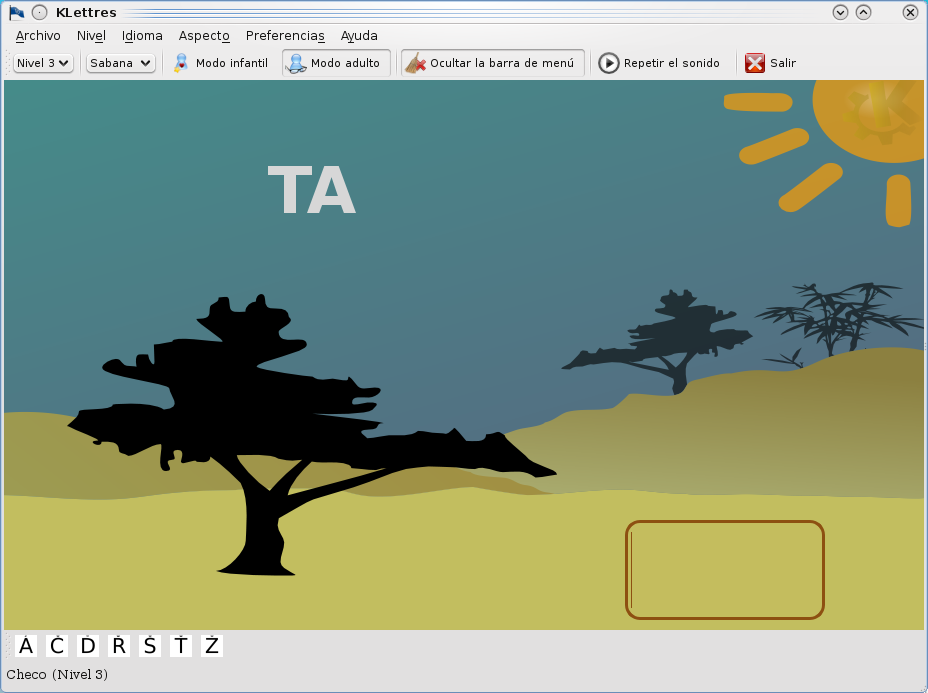 KLettres
Archivo Nivel Idioma Aspecto Preferencias Ayuda
Nivel 3 Sabana Modo infantil Modo adulto Ocultar la barra de menú Repetir el sonido Salir
TA
Á Č Ď Ř Š Ť Ž
Checo (Nivel 3)